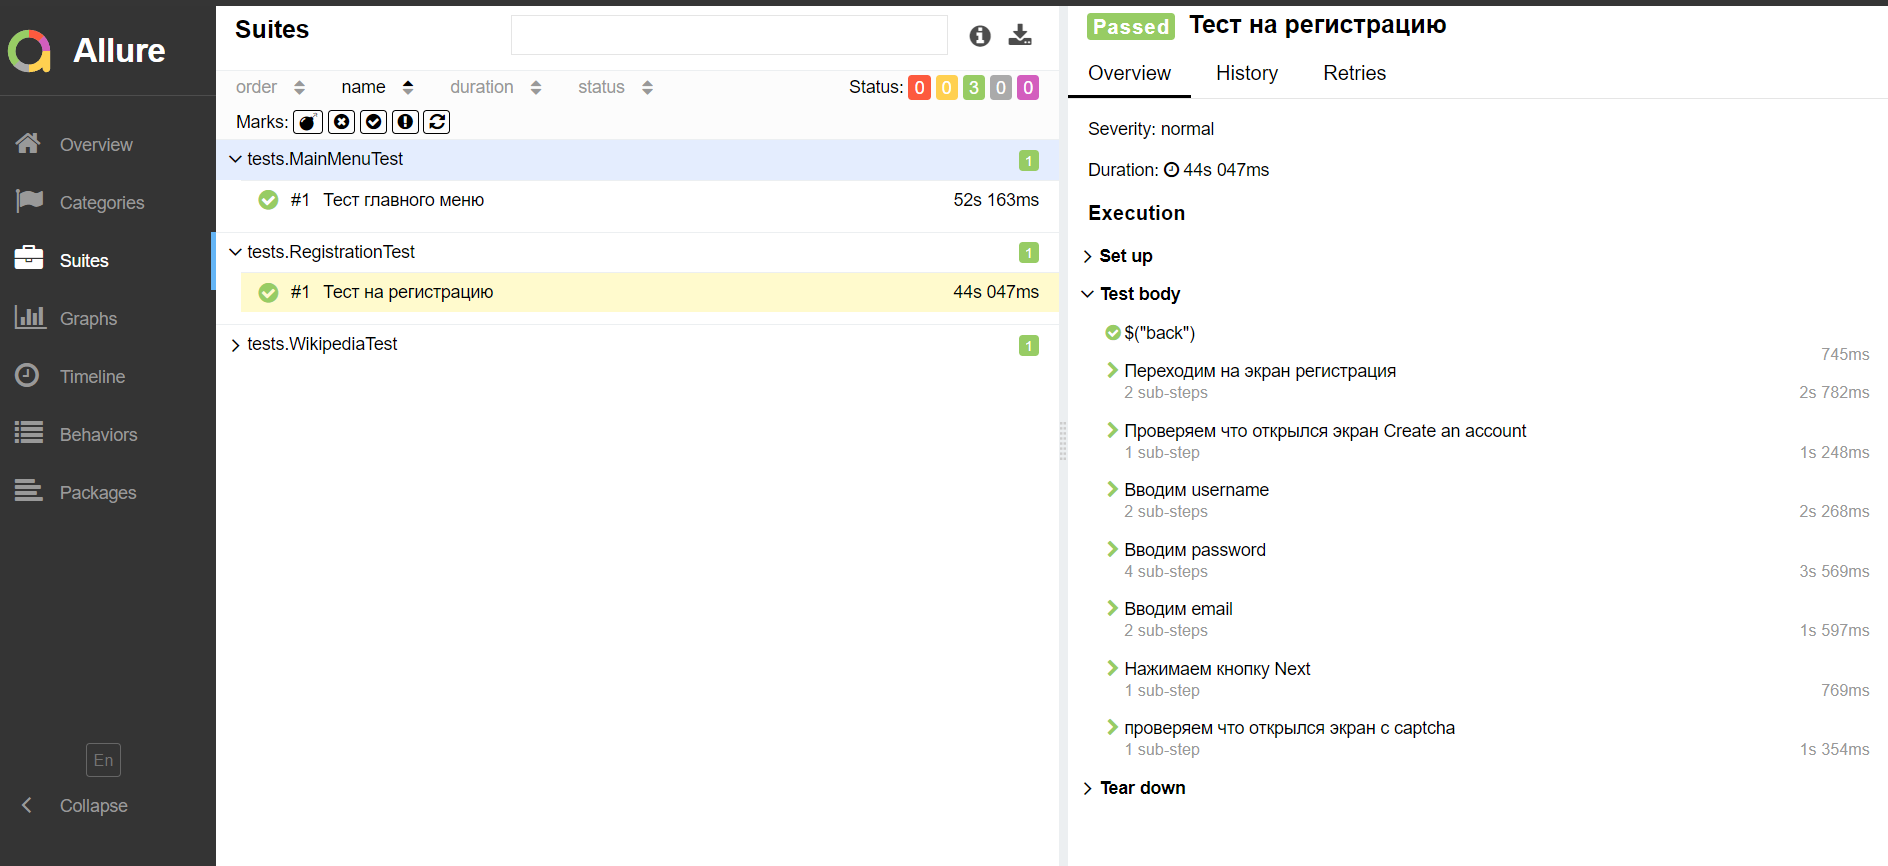 Allure
Overview
Categories
Suites
Graphs
Timeline
Behaviors
Packages
En
Collapse
Suites
order name duration status Status: 0 0 3 0 0
Marks:
tests.MainMenuTest 1
#1 Тест главного меню 52s 163ms
tests.RegistrationTest 1
#1 Тест на регистрацию 44s 047ms
tests.WikipediaTest 1
Passed Тест на регистрацию
Overview History Retries
Severity: normal
Duration: 44s 047ms
Execution
Set up
Test body
$("back")
745ms
Переходим на экран регистрация
2 sub-steps 2s 782ms
Проверяем что открылся экран Create an account
1 sub-step 1s 248ms
Вводим username
2 sub-steps 2s 268ms
Вводим password
4 sub-steps 3s 569ms
Вводим email
2 sub-steps 1s 597ms
Нажимаем кнопку Next
1 sub-step 769ms
проверяем что открылся экран с captcha
1 sub-step 1s 354ms
Tear down